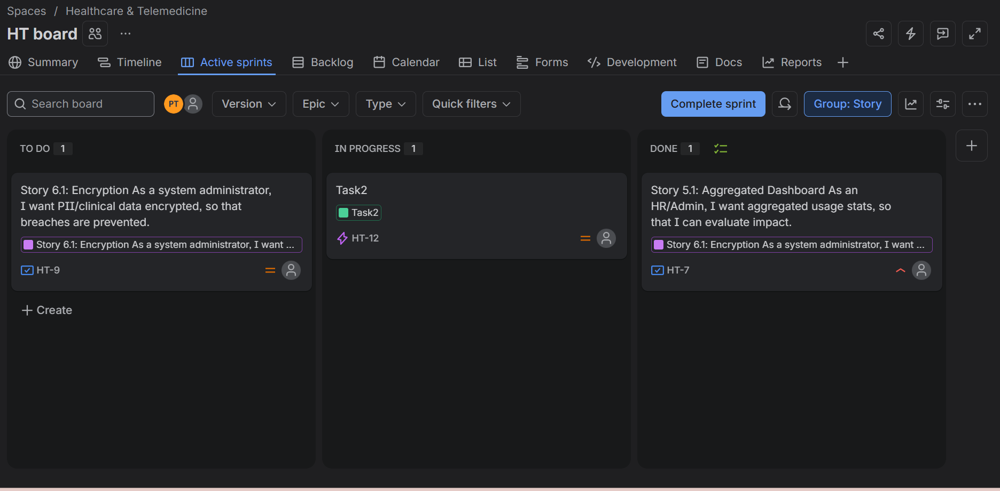 Spaces / Healthcare & Telemedicine
HT board
Summary Timeline Active sprints Backlog Calendar List Forms Development Docs Reports
Search board PT Version Epic Type Quick filters Complete sprint Group: Story
TO DO 1
Story 6.1: Encryption As a system administrator,
I want PII/clinical data encrypted, so that
breaches are prevented.
Story 6.1: Encryption As a system administrator, I want ...
HT-9
Create
IN PROGRESS 1
Task2
Task2
HT-12
DONE 1
Story 5.1: Aggregated Dashboard As an
HR/Admin, I want aggregated usage stats, so
that I can evaluate impact.
Story 6.1: Encryption As a system administrator, I want ...
HT-7